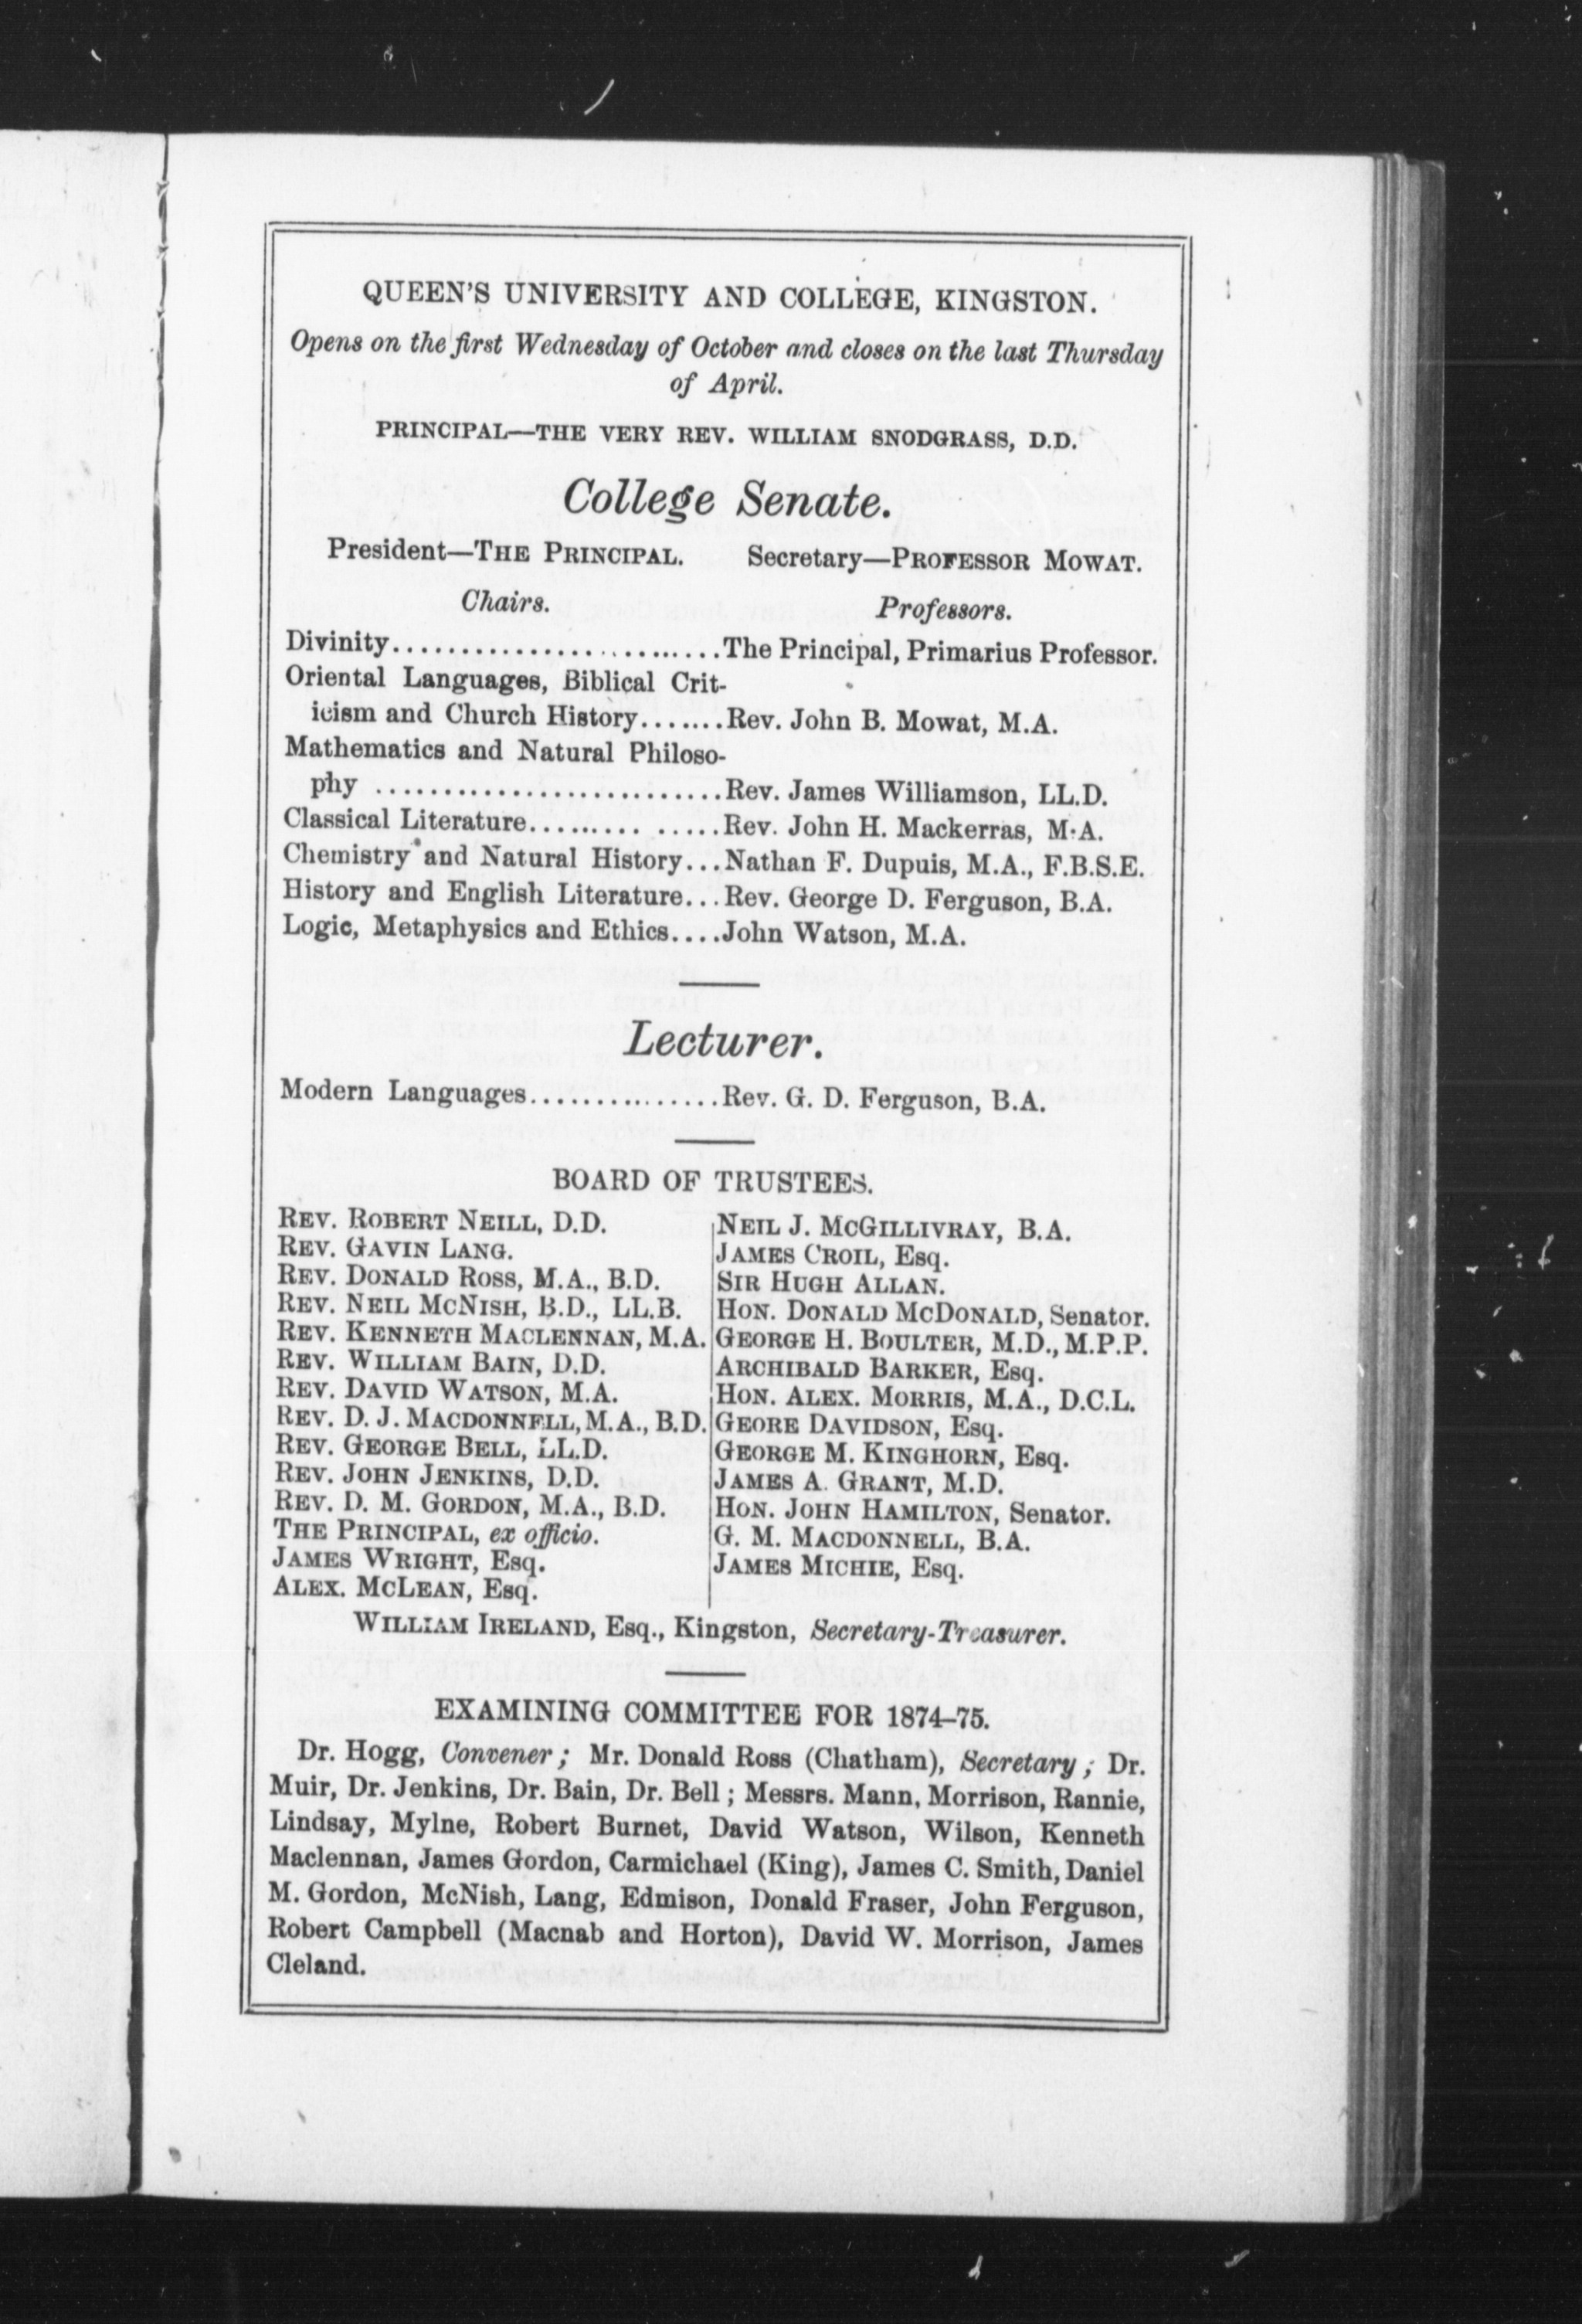 QUEEN'S UNIVERSITY AND COLLEGE, KINGSTON.
Opens on the first Wednesday of October and closes on the last Thursday
of April.
PRINCIPAL—THE VERY REV. WILLIAM SNODGRASS, D.D.
College Senate.
President—THE PRINCIPAL. Secretary—PROFESSOR MOWAT.
Chairs. Professors.
Divinity........................The Principal, Primarius Professor.
Oriental Languages, Biblical Crit-
icism and Church History.......Rev. John B. Mowat, M.A.
Mathematics and Natural Philoso-
phy ..........................Rev. James Williamson, LL.D.
Classical Literature......... .....Rev. John H. Mackerras, M.A.
Chemistry and Natural History...Nathan F. Dupuis, M.A., F.B.S.E.
History and English Literature...Rev. George D. Ferguson, B.A.
Logic, Metaphysics and Ethics....John Watson, M.A.
Lecturer.
Modern Languages...............Rev. G. D. Ferguson, B.A.
BOARD OF TRUSTEES.
REV. ROBERT NEILL, D.D.
REV. GAVIN LANG.
REV. DONALD ROSS, M.A., B.D.
REV. NEIL MCNISH, B.D., LL.B.
REV. KENNETH MACLENNAN, M.A.
REV. WILLIAM BAIN, D.D.
REV. DAVID WATSON, M.A.
REV. D. J. MACDONNELL, M.A., B.D.
REV. GEORGE BELL, LL.D.
REV. JOHN JENKINS, D.D.
REV. D. M. GORDON, M.A., B.D.
THE PRINCIPAL, ex officio.
JAMES WRIGHT, Esq.
ALEX. MCLEAN, Esq.
NEIL J. MCGILLIVRAY, B.A.
JAMES CROIL, Esq.
SIR HUGH ALLAN.
HON. DONALD MCDONALD, Senator.
GEORGE H. BOULTER, M.D., M.P.P.
ARCHIBALD BARKER, Esq.
HON. ALEX. MORRIS, M.A., D.C.L.
GEORE DAVIDSON, Esq.
GEORGE M. KINGHORN, Esq.
JAMES A. GRANT, M.D.
HON. JOHN HAMILTON, Senator.
G. M. MACDONNELL, B.A.
JAMES MICHIE, Esq.
WILLIAM IRELAND, Esq., Kingston, Secretary-Treasurer.
EXAMINING COMMITTEE FOR 1874-75.
Dr. Hogg, Convener; Mr. Donald Ross (Chatham), Secretary; Dr.
Muir, Dr. Jenkins, Dr. Bain, Dr. Bell; Messrs. Mann, Morrison, Rannie,
Lindsay, Mylne, Robert Burnet, David Watson, Wilson, Kenneth
Maclennan, James Gordon, Carmichael (King), James C. Smith, Daniel
M. Gordon, McNish, Lang, Edmison, Donald Fraser, John Ferguson,
Robert Campbell (Macnab and Horton), David W. Morrison, James
Cleland.